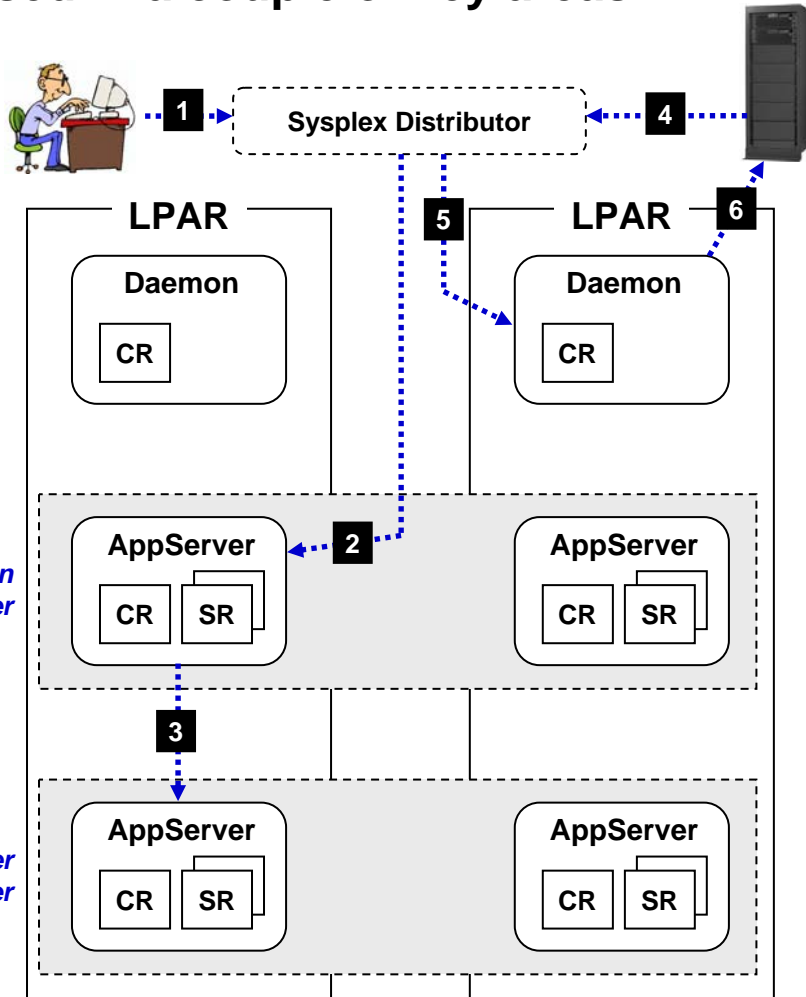 1
Sysplex Distributor
4
LPAR
5
LPAR
6
Daemon
CR
Daemon
CR
AppServer
CR
SR
2
AppServer
CR
SR
3
AppServer
CR
SR
AppServer
CR
SR